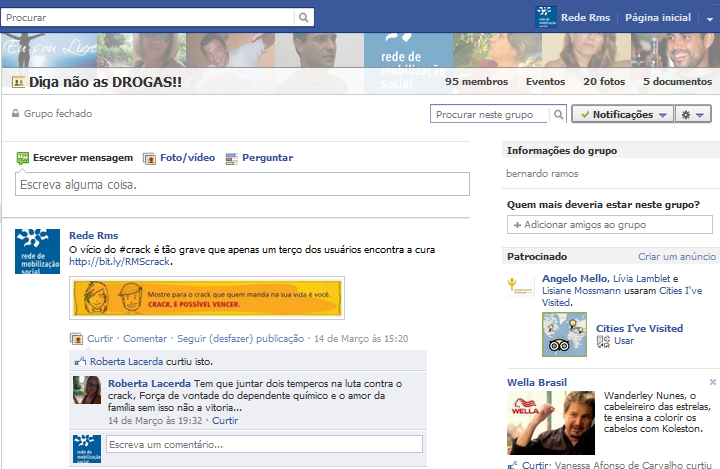 Procurar
Rede Rms
Página inicial
Eu sou Livre
rede de
mobilização
social
Diga não as DROGAS!!
95 membros
Eventos
20 fotos
5 documentos
Grupo fechado
Procurar neste grupo
Notificações
Escrever mensagem
Foto/vídeo
Perguntar
Escreva alguma coisa.
rede de
mobilização
social
Rede Rms
O vício do #crack é tão grave que apenas um terço dos usuários encontra a cura
http://bit.ly/RMScrack.
Mostre para o crack que quem manda na sua vida é você.
CRACK, É POSSÍVEL VENCER.
Curtir · Comentar · Seguir (desfazer) publicação · 14 de Março às 15:20
Roberta Lacerda curtiu isto.
Roberta Lacerda Tem que juntar dois temperos na luta contra o
crack, Força de vontade do dependente químico e o amor da
família sem isso não a vitoria...
14 de Março às 19:32 · Curtir
Escreva um comentário...
Informações do grupo
bernardo ramos
Quem mais deveria estar neste grupo?
+ Adicionar amigos ao grupo
Patrocinado
Criar um anúncio
Angelo Mello, Lívia Lamblet e
Lisiane Mossmann usaram Cities I've
Visited.
Cities I've Visited
Usar
Wella Brasil
WELLA
Wanderley Nunes, o
cabeleireiro das estrelas,
te ensina a colorir os
cabelos com Koleston.
Curtir · Vanessa Afonso de Carvalho curtiu